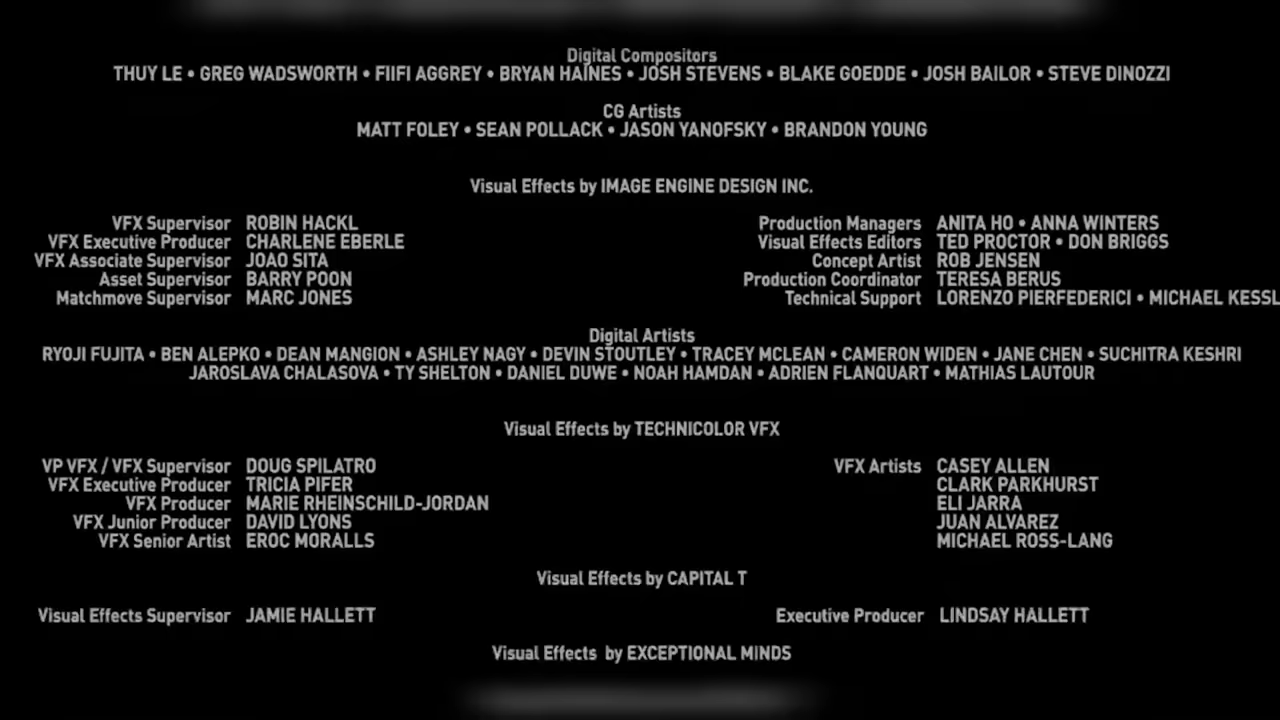 Digital Compositors
THUY LE • GREG WADSWORTH • FIIFI AGGREY • BRYAN HAINES • JOSH STEVENS • BLAKE GOEDDE • JOSH BAILOR • STEVE DINOZZI
CG Artists
MATT FOLEY • SEAN POLLACK • JASON YANOFSKY • BRANDON YOUNG
Visual Effects by IMAGE ENGINE DESIGN INC.
VFX Supervisor ROBIN HACKL
VFX Executive Producer CHARLENE EBERLE
VFX Associate Supervisor JOAO SITA
Asset Supervisor BARRY POON
Matchmove Supervisor MARC JONES
Production Managers ANITA HO • ANNA WINTERS
Visual Effects Editors TED PROCTOR • DON BRIGGS
Concept Artist ROB JENSEN
Production Coordinator TERESA BERUS
Technical Support LORENZO PIERFEDERICI • MICHAEL KESSL
Digital Artists
RYOJI FUJITA • BEN ALEPKO • DEAN MANGION • ASHLEY NAGY • DEVIN STOUTLEY • TRACEY MCLEAN • CAMERON WIDEN • JANE CHEN • SUCHITRA KESHRI
JAROSLAVA CHALASOVA • TY SHELTON • DANIEL DUWE • NOAH HAMDAN • ADRIEN FLANQUART • MATHIAS LAUTOUR
Visual Effects by TECHNICOLOR VFX
VP VFX / VFX Supervisor DOUG SPILATRO
VFX Executive Producer TRICIA PIFER
VFX Producer MARIE RHEINSCHILD-JORDAN
VFX Junior Producer DAVID LYONS
VFX Senior Artist EROC MORALLS
VFX Artists CASEY ALLEN
CLARK PARKHURST
ELI JARRA
JUAN ALVAREZ
MICHAEL ROSS-LANG
Visual Effects by CAPITAL T
Visual Effects Supervisor JAMIE HALLETT
Executive Producer LINDSAY HALLETT
Visual Effects by EXCEPTIONAL MINDS